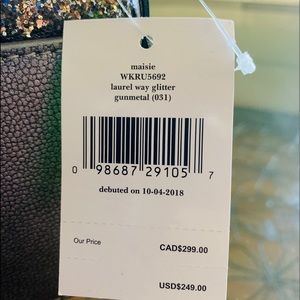 maisie
WKRU5692
laurel way glitter
gunmetal (031)
0 98687 29105 7
debuted on 10-04-2018
Our Price CAD$299.00
USD$249.00